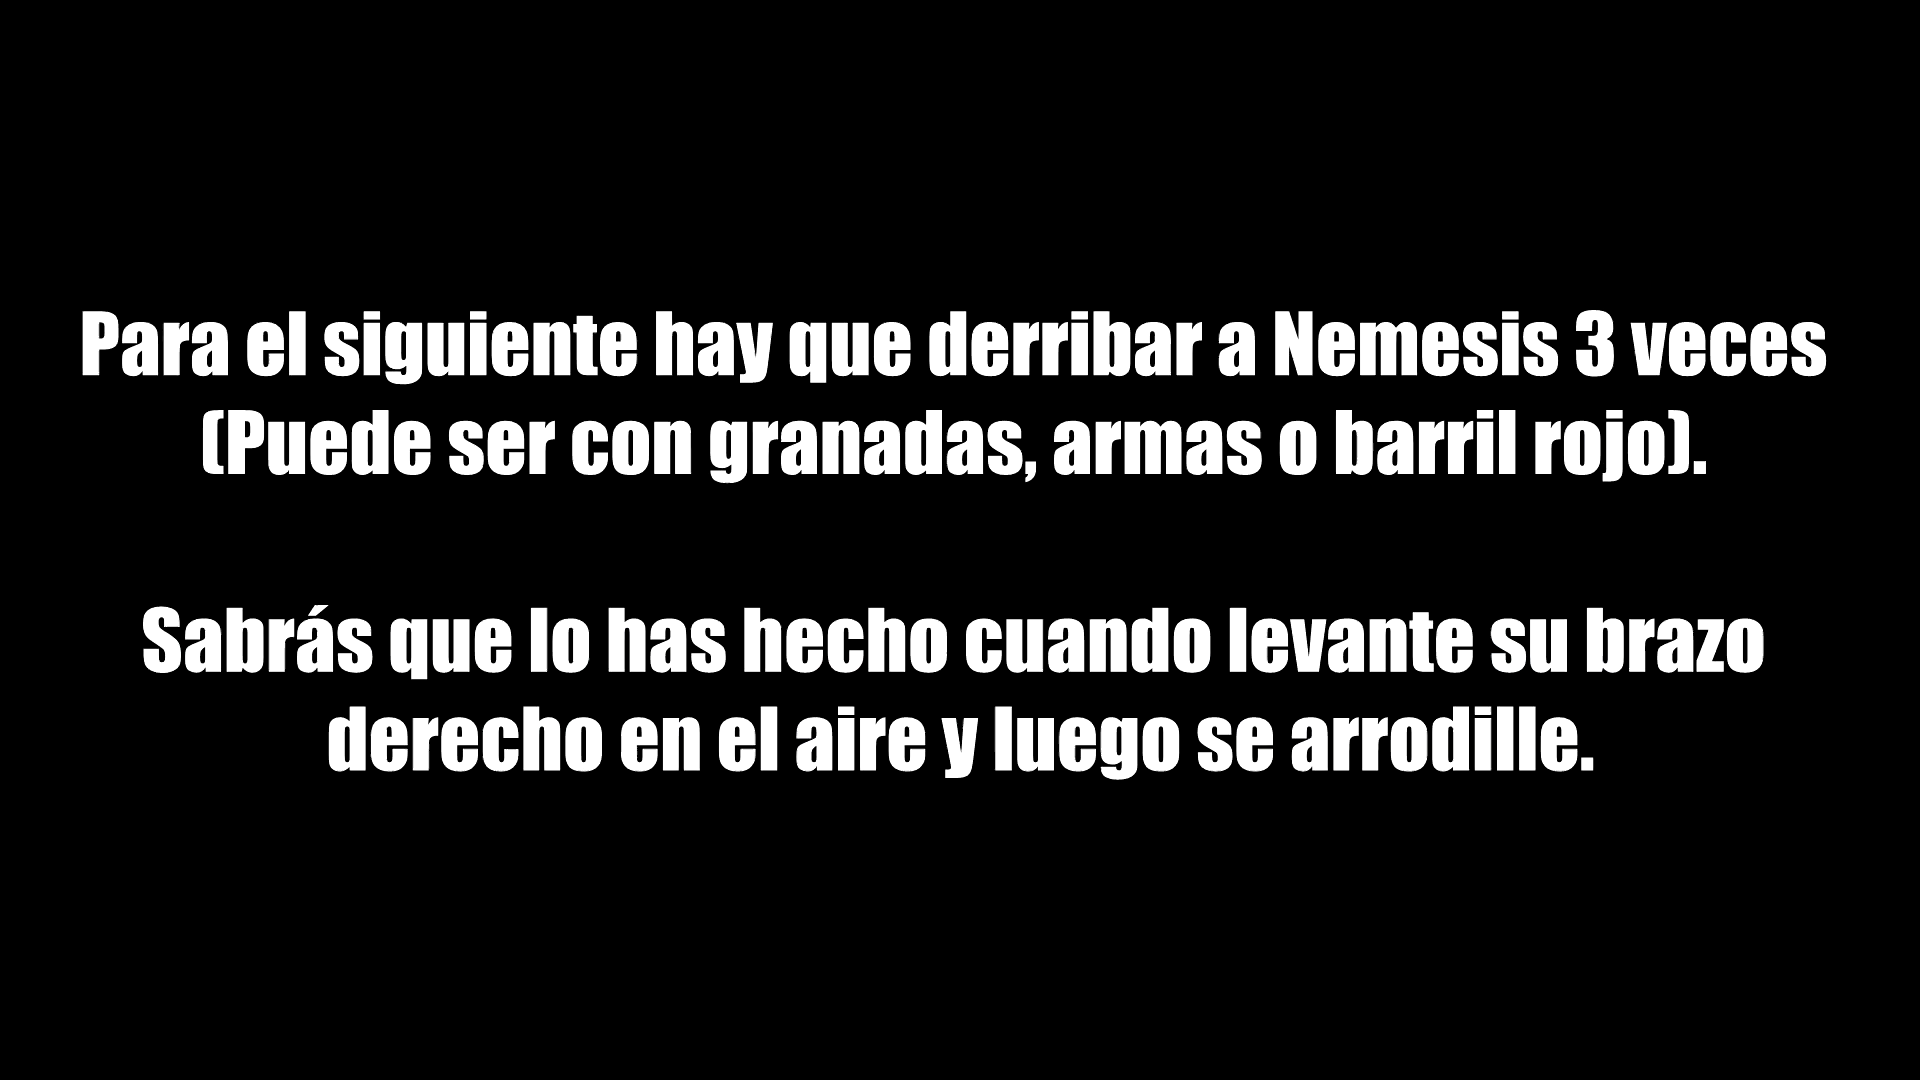 Para el siguiente hay que derribar a Nemesis 3 veces
(Puede ser con granadas, armas o barril rojo).
Sabrás que lo has hecho cuando levante su brazo
derecho en el aire y luego se arrodille.